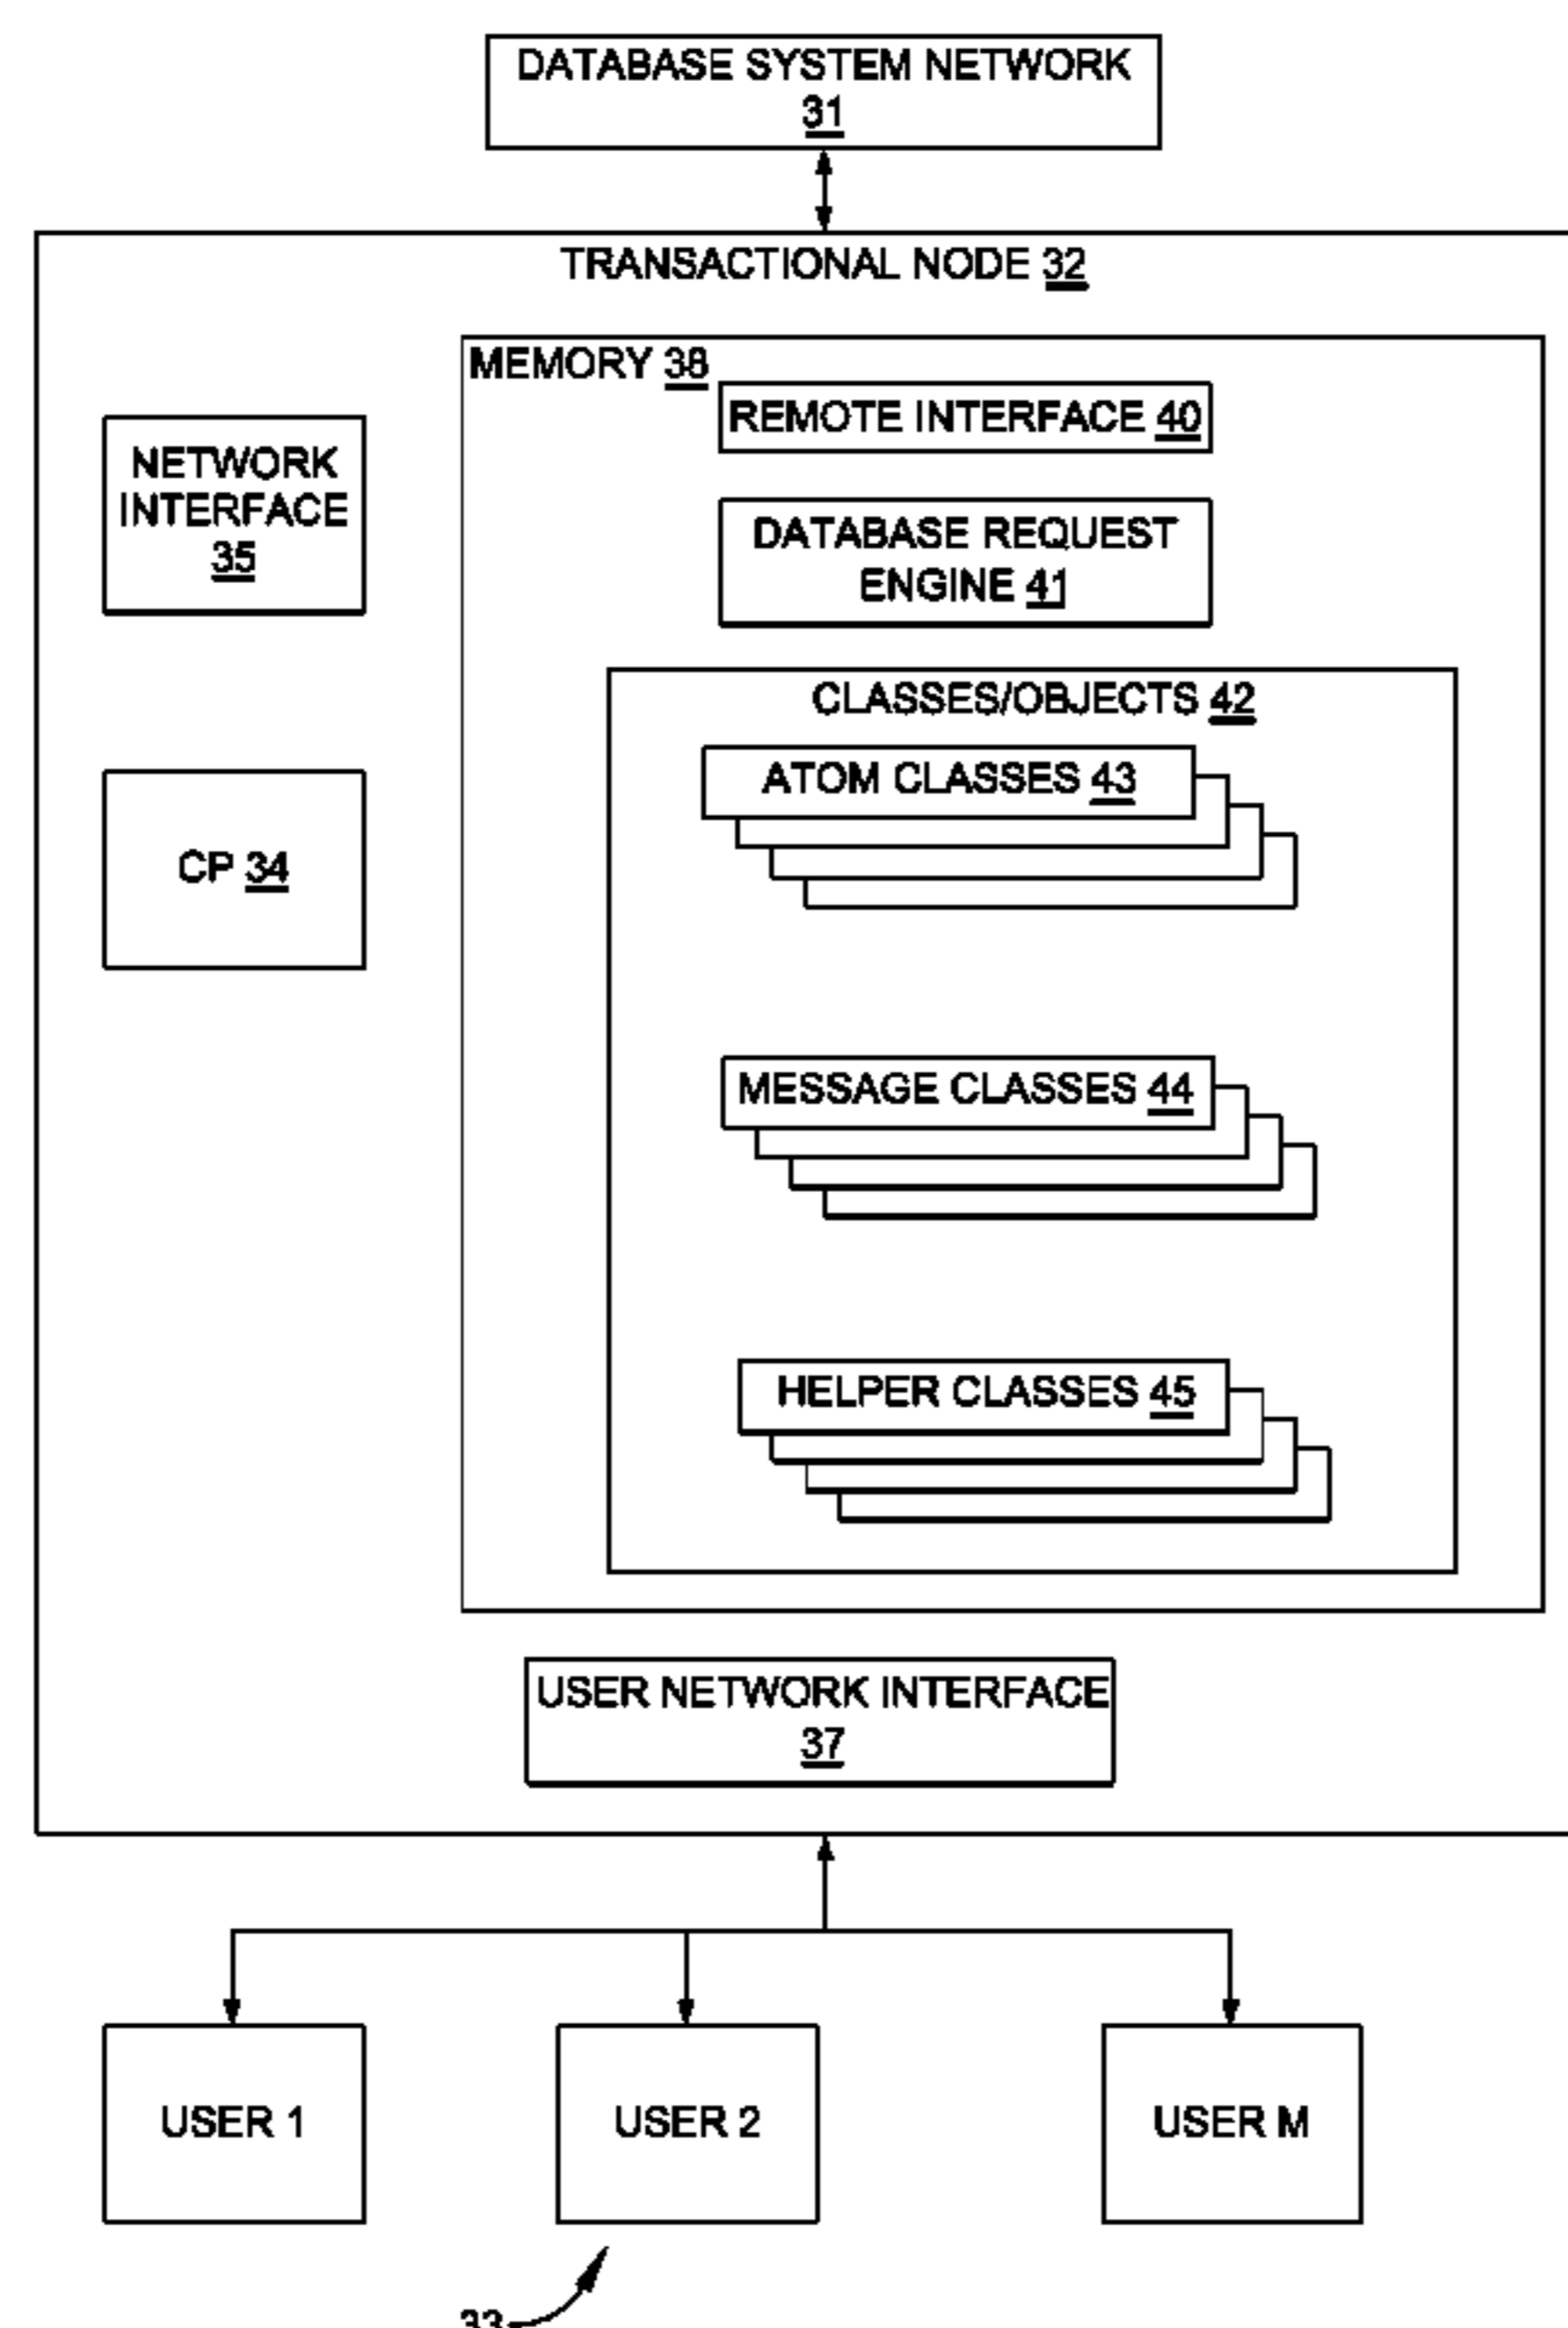 DATABASE SYSTEM NETWORK
31
TRANSACTIONAL NODE 32
MEMORY 38
REMOTE INTERFACE 40
NETWORK
INTERFACE
35
DATABASE REQUEST
ENGINE 41
CLASSES/OBJECTS 42
ATOM CLASSES 43
CP 34
MESSAGE CLASSES 44
HELPER CLASSES 45
USER NETWORK INTERFACE
37
USER 1
USER 2
USER M
33